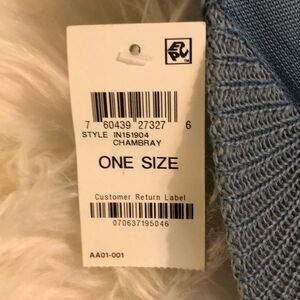 7 60439 27327 6
STYLE IN151904
CHAMBRAY
ONE SIZE
Customer Return Label
070637195046
AA01-001